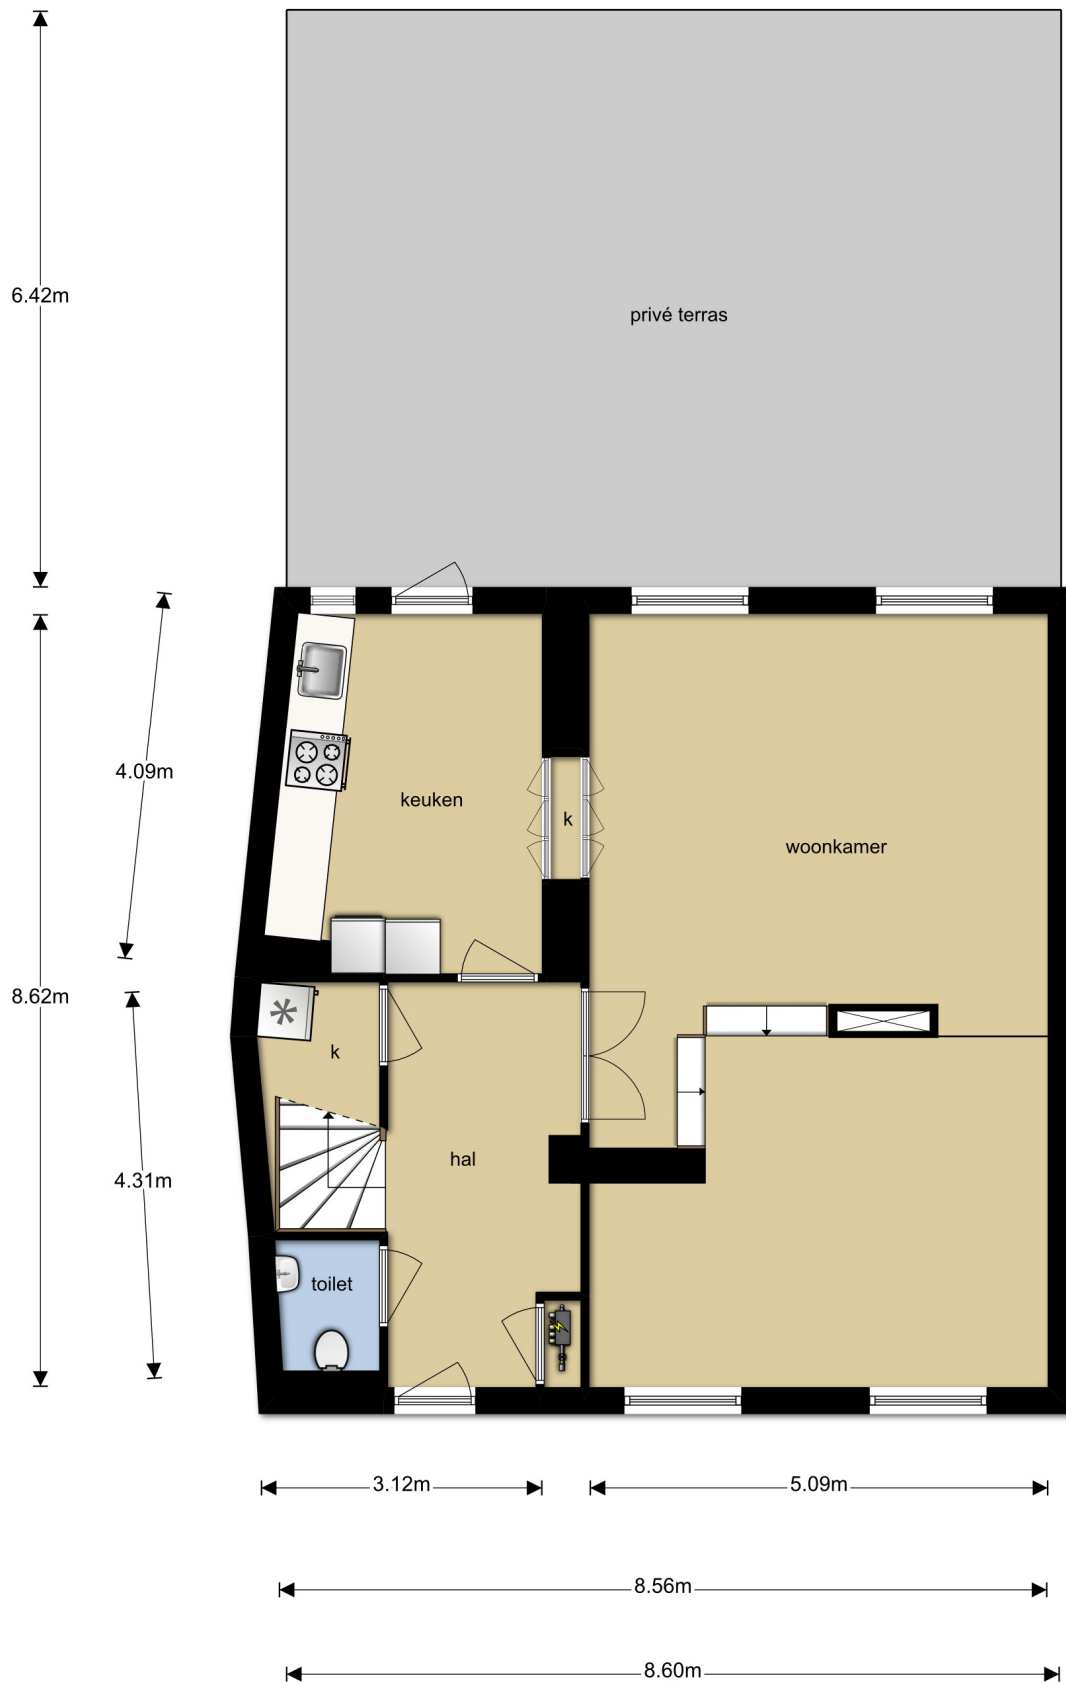 6.42m
privé terras
4.09m
keuken
k
woonkamer
8.62m
k
hal
4.31m
toilet
3.12m
5.09m
8.56m
8.60m